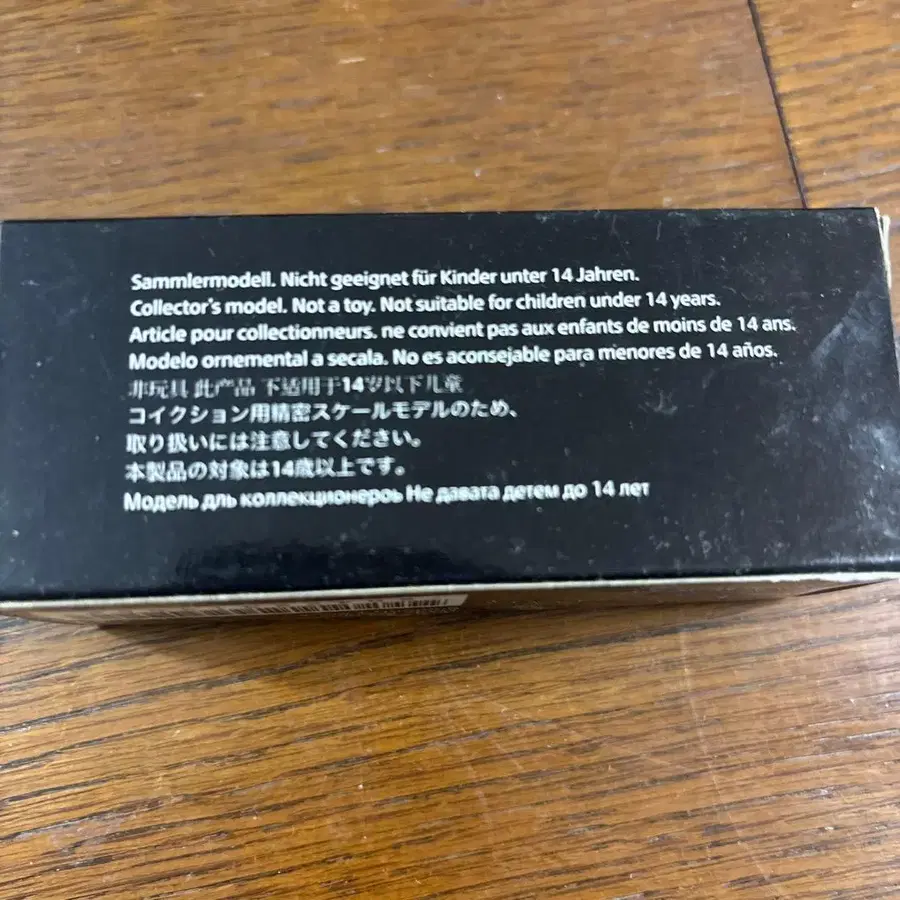 Sammlermodell. Nicht geeignet für Kinder unter 14 Jahren.
Collector's model. Not a toy. Not suitable for children under 14 years.
Article pour collectionneurs. ne convient pas aux enfants de moins de 14 ans.
Modelo ornemental a secala. No es aconsejable para menores de 14 años.
非玩具 此产品 下适用于14岁以下儿童
コイクション用精密スケールモデルのため、
取り扱いには注意してください。
本製品の対象は14歳以上です。
Модель дль коллекционероь Не давата детем до 14 лет